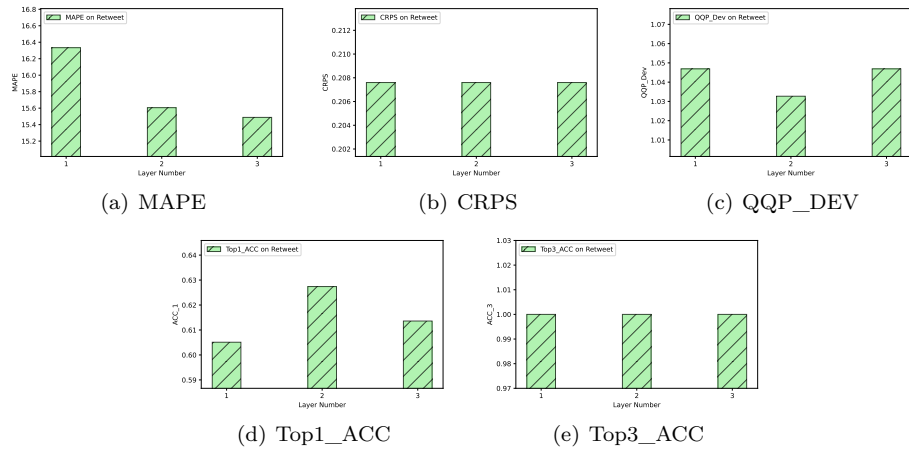 MAPE on Retweet
16.8
16.6
16.4
16.2
16.0
15.8
15.6
15.4
15.2
MAPE
1 2 3
Layer Number
(a) MAPE
CRPS on Retweet
0.212
0.210
0.208
0.206
0.204
0.202
CRPS
1 2 3
Layer Number
(b) CRPS
QQP_Dev on Retweet
1.07
1.06
1.05
1.04
1.03
1.02
1.01
QQP_Dev
1 2 3
Layer Number
(c) QQP_DEV
Top1_ACC on Retweet
0.64
0.63
0.62
0.61
0.60
0.59
ACC_1
1 2 3
Layer Number
(d) Top1_ACC
Top3_ACC on Retweet
1.03
1.02
1.01
1.00
0.99
0.98
0.97
ACC_3
1 2 3
Layer Number
(e) Top3_ACC